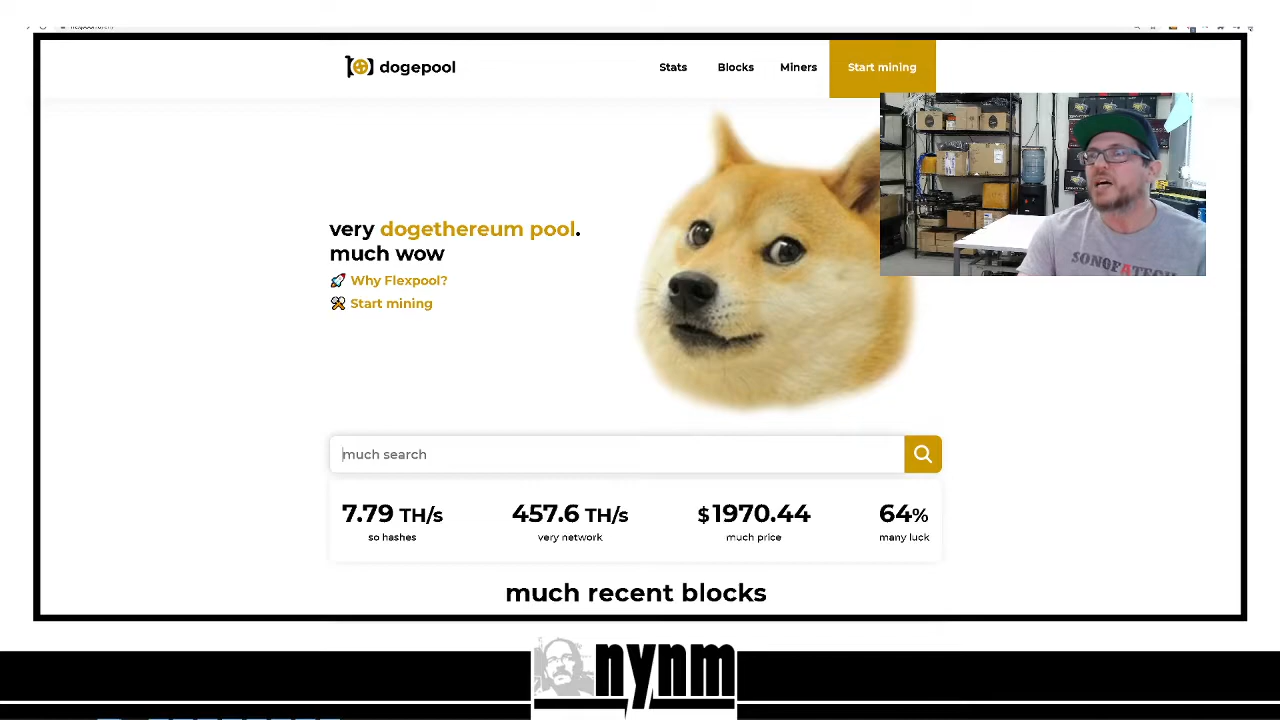 dogepool
Stats
Blocks
Miners
Start mining
very dogethereum pool.
much wow
Why Flexpool?
Start mining
SONOFATECH
much search
7.79 TH/s
457.6 TH/s
$1970.44
64%
so hashes
very network
much price
many luck
much recent blocks
nynm